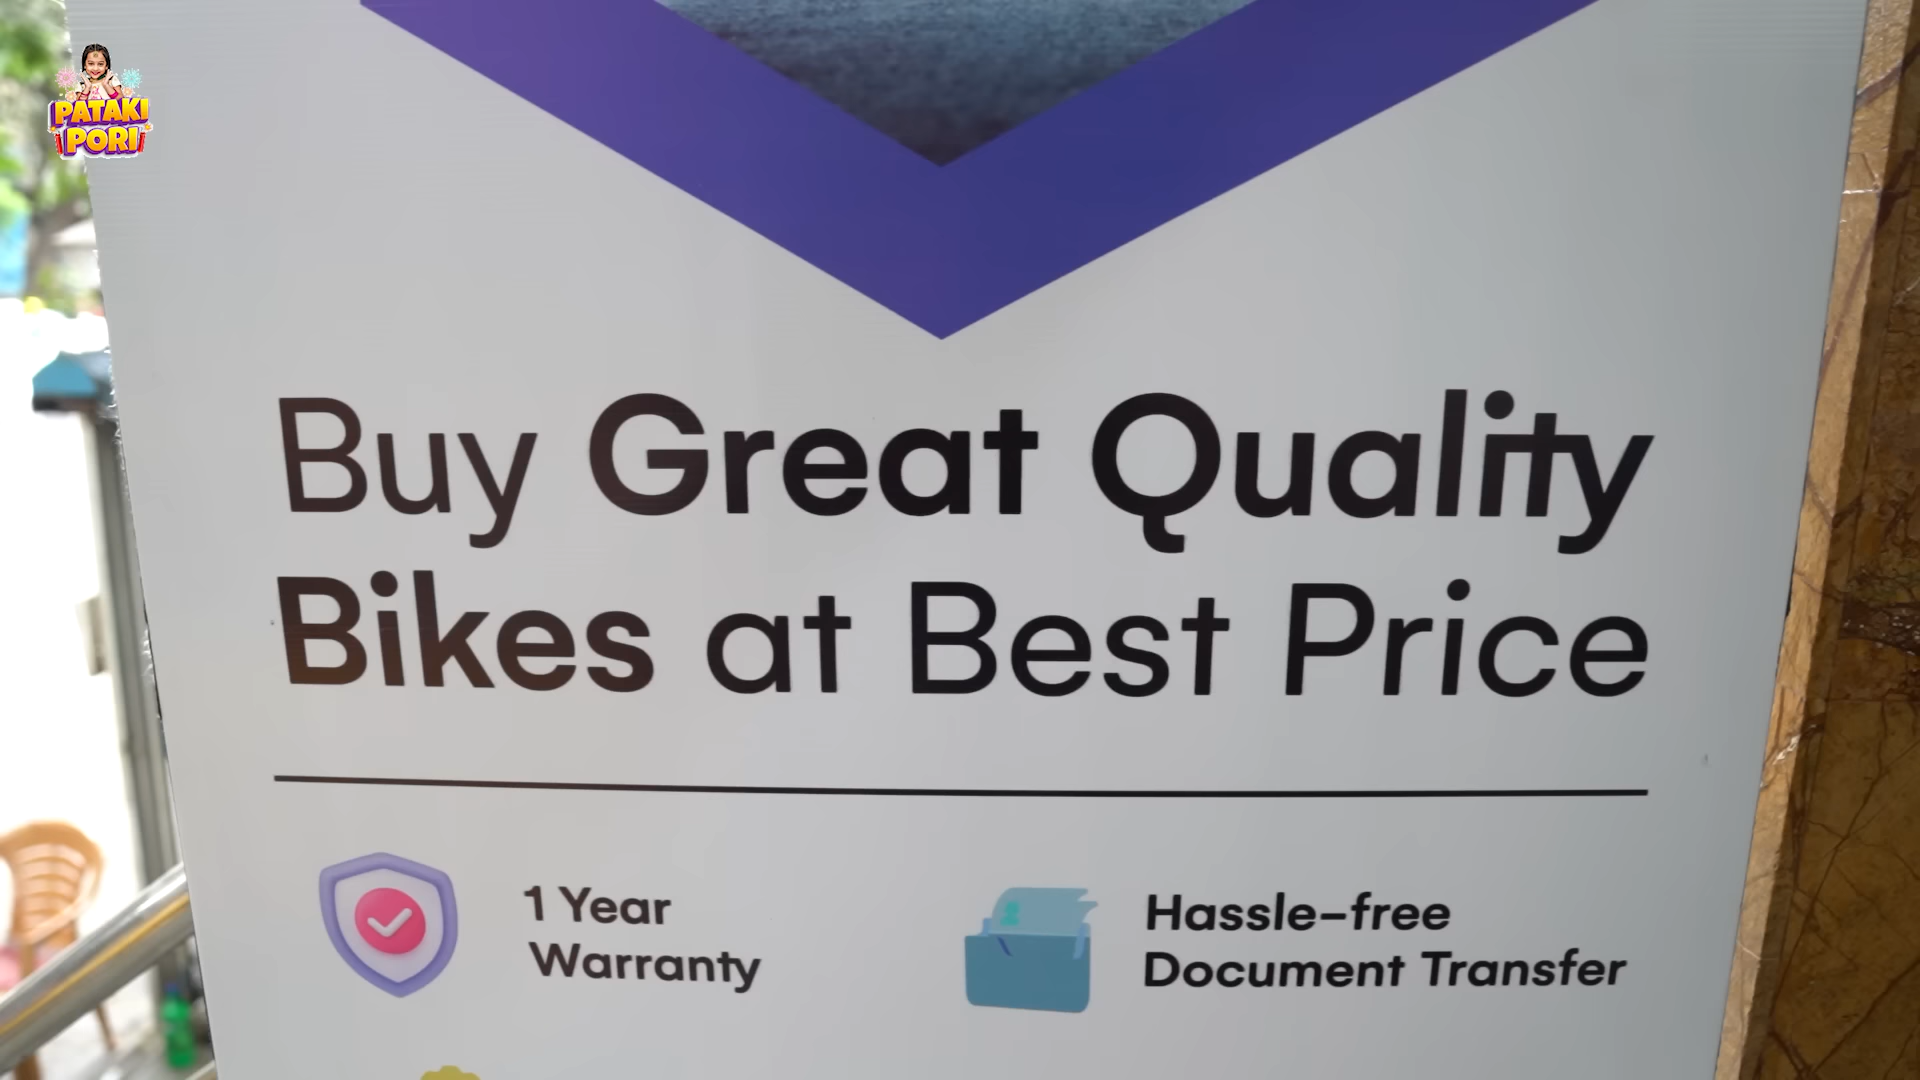 PATAKI
PORI
Buy Great Quality
Bikes at Best Price
1 Year
Warranty
Hassle-free
Document Transfer